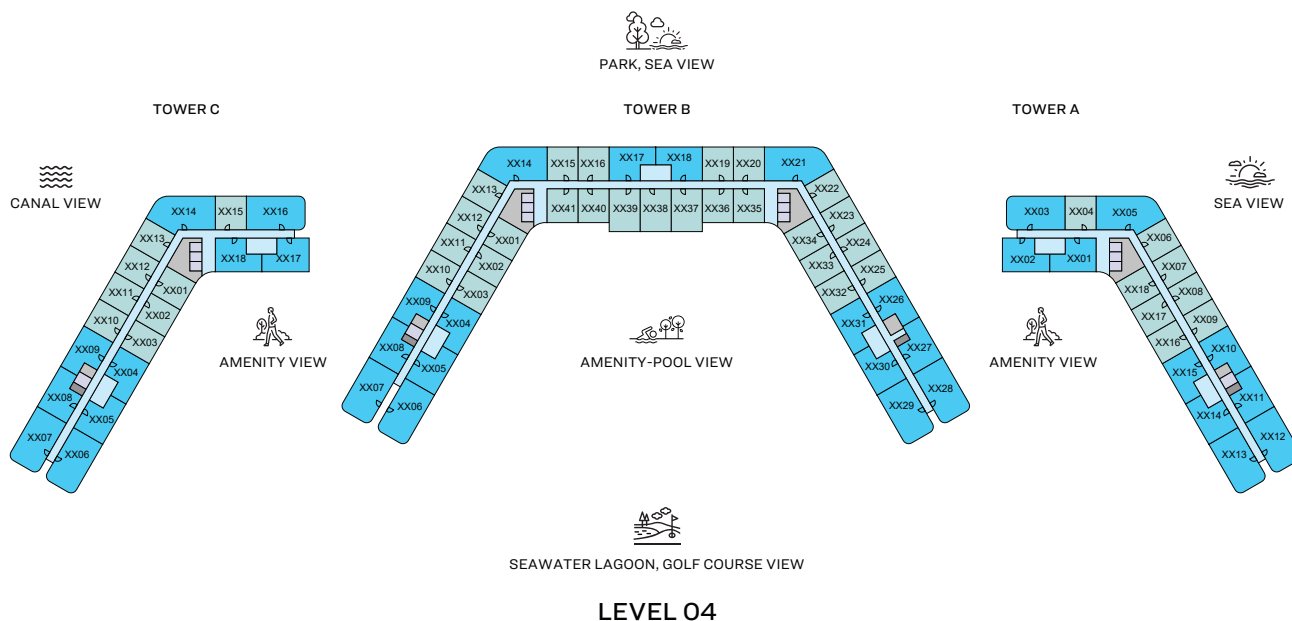 PARK, SEA VIEW
TOWER C
TOWER B
TOWER A
CANAL VIEW
SEA VIEW
XX14
XX15
XX16
XX13
XX12
XX11
XX10
XX09
XX08
XX07
XX06
XX05
XX04
XX03
XX02
XX01
XX18
XX17
XX14
XX15
XX16
XX17
XX18
XX19
XX20
XX21
XX13
XX12
XX11
XX10
XX09
XX08
XX07
XX06
XX05
XX04
XX03
XX02
XX01
XX41
XX40
XX39
XX38
XX37
XX36
XX35
XX34
XX33
XX32
XX31
XX30
XX29
XX22
XX23
XX24
XX25
XX26
XX27
XX28
XX03
XX04
XX05
XX02
XX01
XX06
XX07
XX08
XX09
XX10
XX11
XX12
XX18
XX17
XX16
XX15
XX14
XX13
AMENITY VIEW
AMENITY-POOL VIEW
AMENITY VIEW
SEAWATER LAGOON, GOLF COURSE VIEW
LEVEL 04